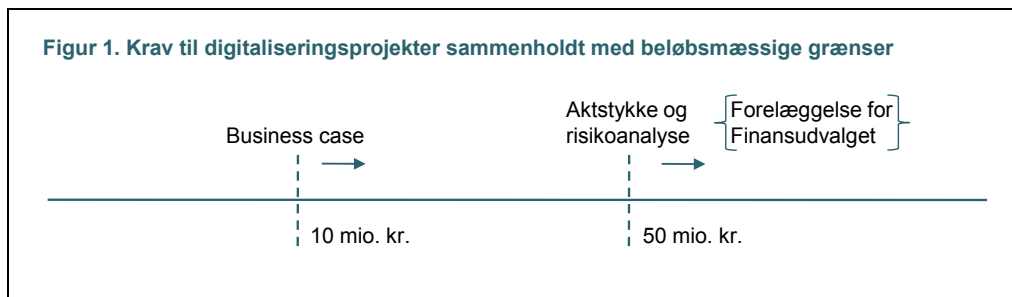 Figur 1. Krav til digitaliseringsprojekter sammenholdt med beløbsmæssige grænser
Business case
Aktstykke og
risikoanalyse
Forelæggelse for
Finansudvalget
10 mio. kr.
50 mio. kr.